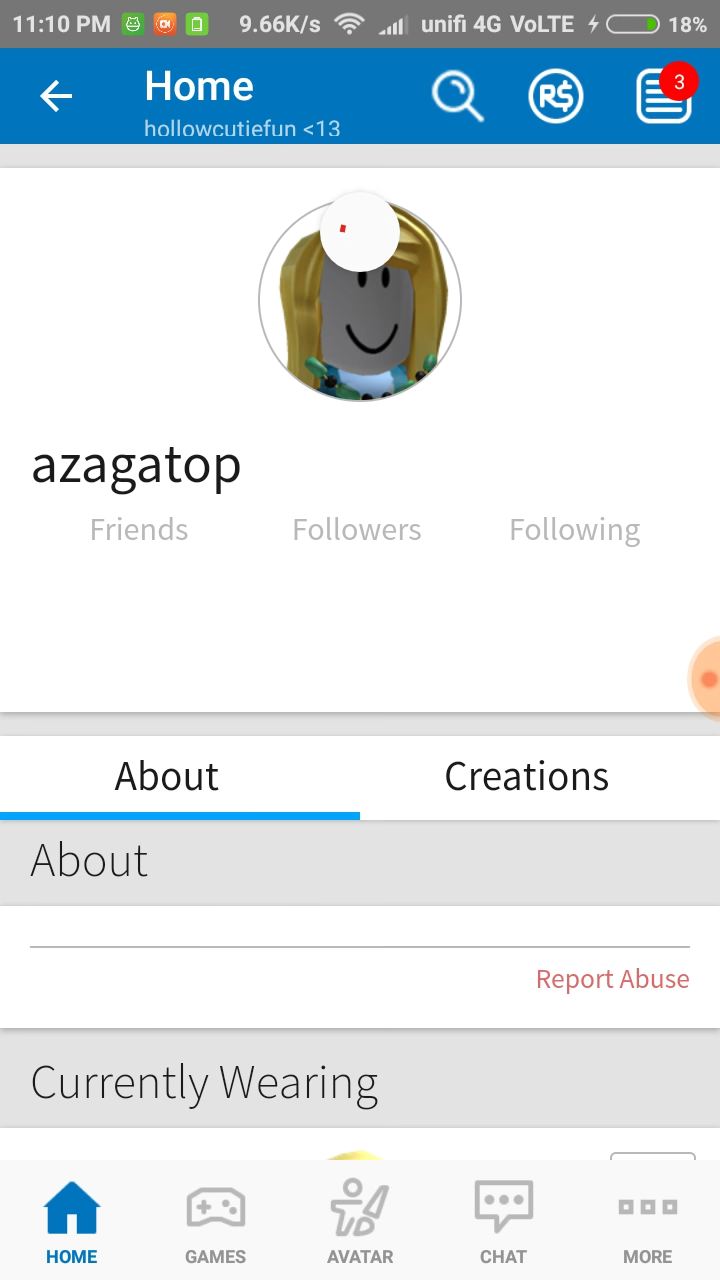 11:10 PM 9.66K/s unifi 4G VoLTE 18%
Home
R$
3
hollowcutiefun <13
azagatop
Friends Followers Following
About Creations
About
Report Abuse
Currently Wearing
HOME GAMES AVATAR CHAT MORE